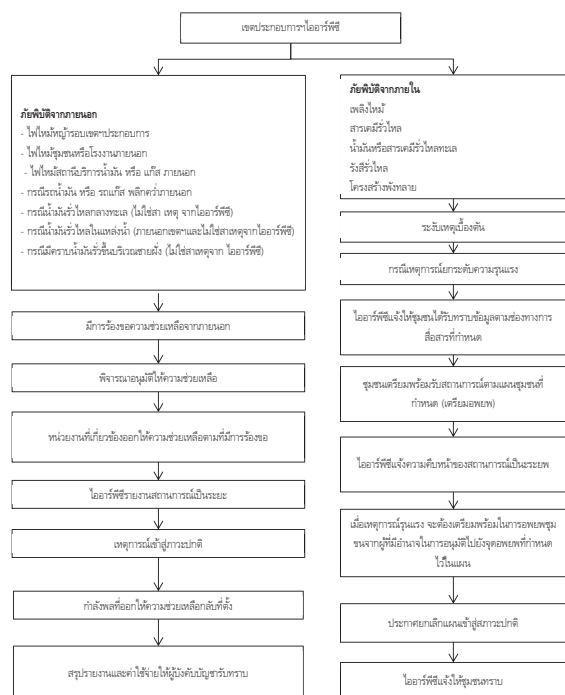 เขตประกอบการฯไออาร์พีซี
ภัยพิบัติจากภายนอก
- ไฟไหม้หญ้ารอบเขตฯประกอบการ
- ไฟไหม้ชุมชนหรือโรงงานภายนอก
- ไฟไหม้สถานีบริการน้ำมัน หรือ แก๊ส ภายนอก
- กรณีรถน้ำมัน หรือ รถแก๊ส พลิกคว่ำภายนอก
- กรณีน้ำมันรั่วไหลกลางทะเล (ไม่ใช่สา เหตุ จากไออาร์พีซี)
- กรณีน้ำมันรั่วไหลในแหล่งน้ำ (ภายนอกเขตฯและไม่ใช่สาเหตุจากไออาร์พีซี)
- กรณีมีคราบน้ำมันรั่วขึ้นบริเวณชายฝั่ง (ไม่ใช่สาเหตุจาก ไออาร์พีซี)
มีการร้องขอความช่วยเหลือจากภายนอก
พิจารณาอนุมัติให้ความช่วยเหลือ
หน่วยงานที่เกี่ยวข้องออกให้ความช่วยเหลือตามที่มีการร้องขอ
ไออาร์พีซีรายงานสถานการณ์เป็นระยะ
เหตุการณ์เข้าสู่ภาวะปกติ
กำลังพลที่ออกให้ความช่วยเหลือกลับที่ตั้ง
สรุปรายงานและค่าใช้จ่ายให้ผู้บังคับบัญชารับทราบ
ภัยพิบัติจากภายใน
เพลิงไหม้
สารเคมีรั่วไหล
น้ำมันหรือสารเคมีรั่วไหลทะเล
รังสีรั่วไหล
โครงสร้างพังทลาย
ระงับเหตุเบื้องต้น
กรณีเหตุการณ์ยกระดับความรุนแรง
ไออาร์พีซีแจ้งให้ชุมชนได้รับทราบข้อมูลตามช่องทางการ
สื่อสารที่กำหนด
ชุมชนเตรียมพร้อมรับสถานการณ์ตามแผนชุมชนที่
กำหนด (เตรียมอพยพ)
ไออาร์พีซีแจ้งความคืบหน้าของสถานการณ์เป็นระระยพ
เมื่อเหตุการณ์รุนแรง จะต้องเตรียมพร้อมในการอพยพชุม
ชนจากผู้ที่มีอำนาจในการอนุมัติไปยังจุดอพยพที่กำหนด
ไว้ในแผน
ประกาศยกเลิกแผนเข้าสู่สภาวะปกติ
ไออาร์พีซีแจ้งให้ชุมชนทราบ